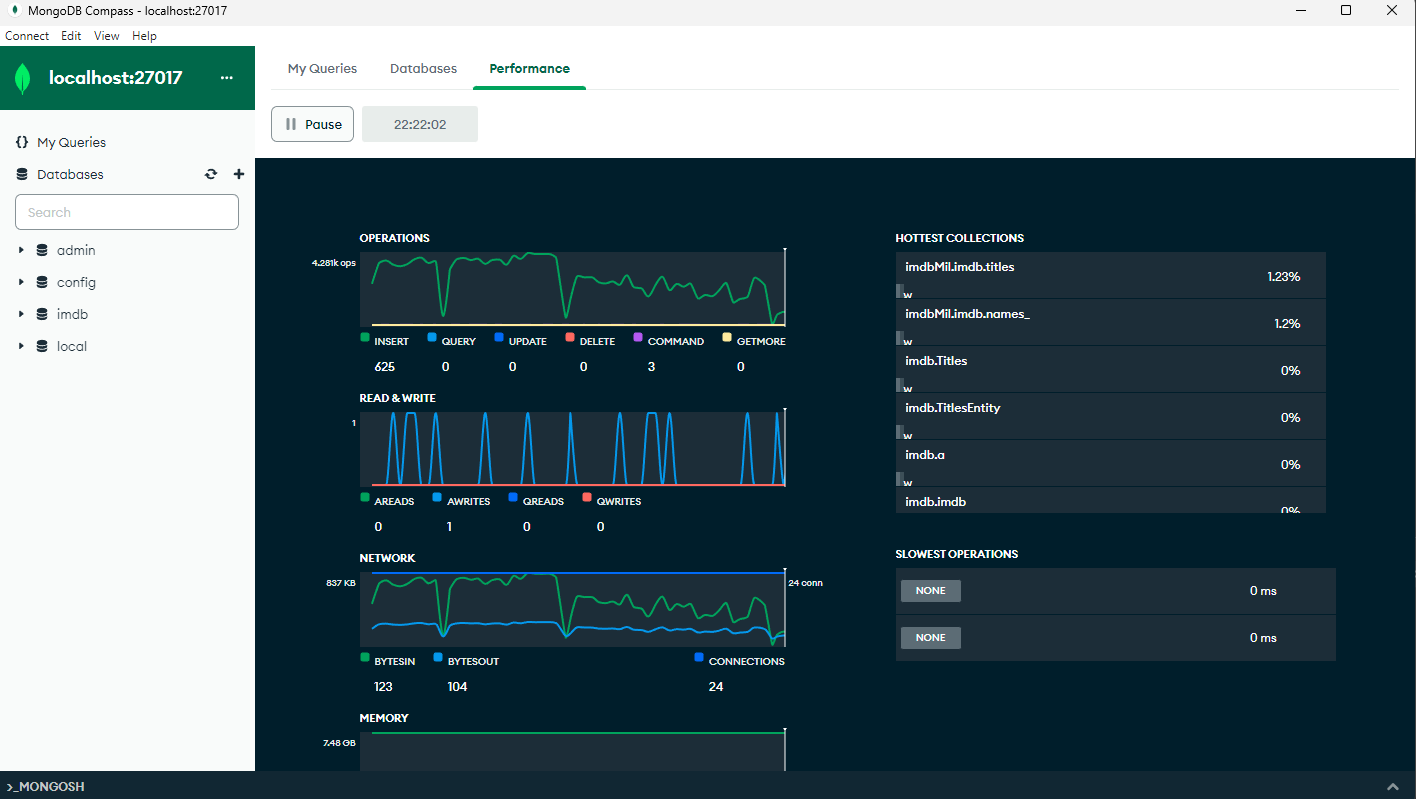 MongoDB Compass - localhost:27017
Connect Edit View Help
localhost:27017 ...
My Queries
Databases
Search
admin
config
imdb
local
My Queries Databases Performance
Pause 22:22:02
OPERATIONS
4.281k ops
INSERT QUERY UPDATE DELETE COMMAND GETMORE
625 0 0 0 3 0
READ & WRITE
1
AREADS AWRITES QREADS QWRITES
0 1 0 0
NETWORK
837 KB 24 conn
BYTESIN BYTESOUT CONNECTIONS
123 104 24
MEMORY
7.48 GB
HOTTEST COLLECTIONS
imdbMil.imdb.titles
1.23%
W
imdbMil.imdb.names_
1.2%
W
imdb.Titles
0%
W
imdb.TitlesEntity
0%
W
imdb.a
0%
W
imdb.imdb
0%
SLOWEST OPERATIONS
NONE 0 ms
NONE 0 ms
>_MONGOSH